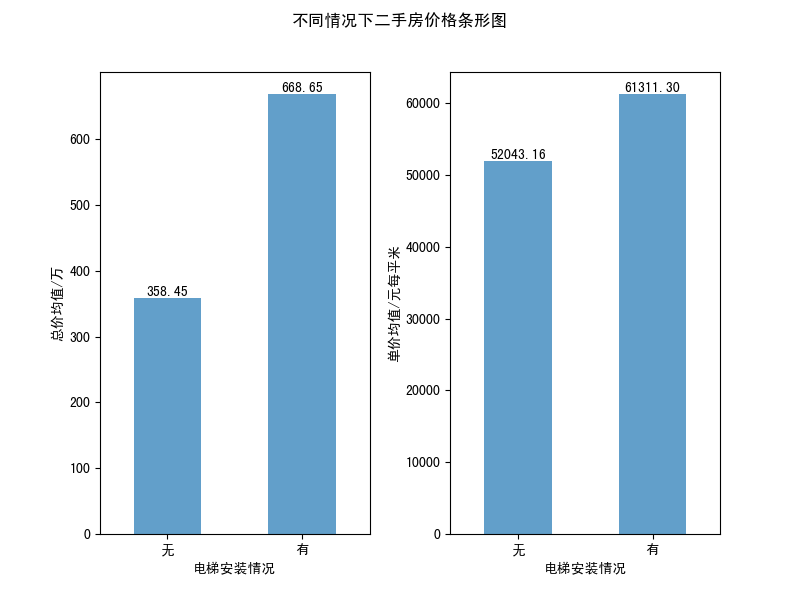 不同情况下二手房价格条形图
668.65
358.45
600
500
400
300
200
100
0
总价均值/万
无
有
电梯安装情况
61311.30
52043.16
60000
50000
40000
30000
20000
10000
0
单价均值/元每平米
无
有
电梯安装情况